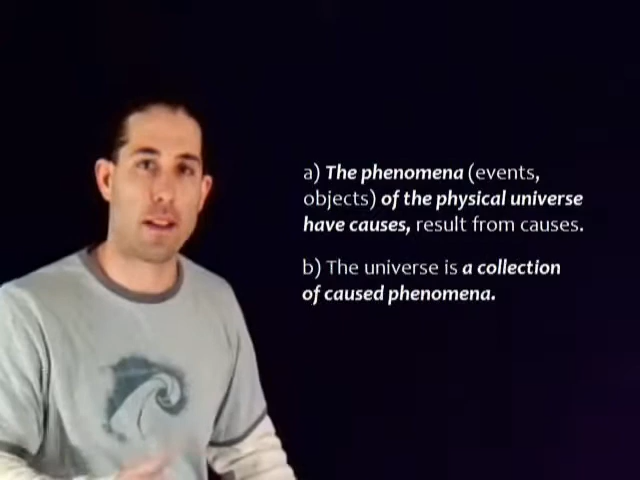 a) The phenomena (events,
objects) of the physical universe
have causes, result from causes.
b) The universe is a collection
of caused phenomena.